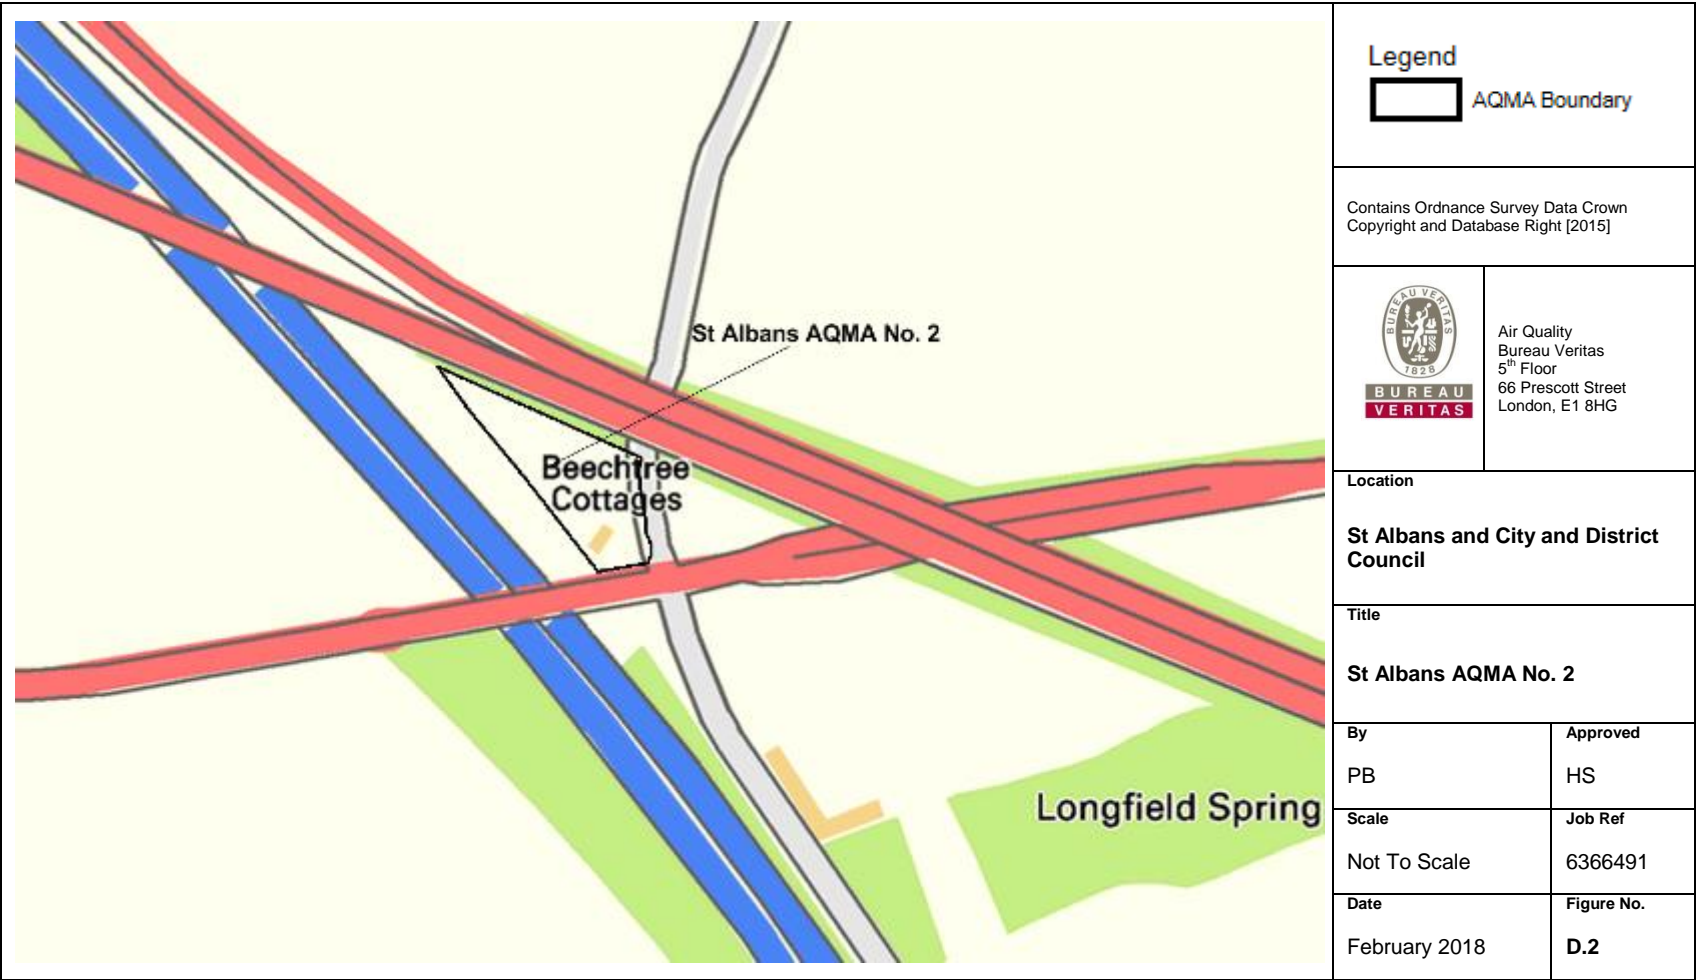 St Albans AQMA No. 2
Beechtree
Cottages
Longfield Spring
Legend
AQMA Boundary
Contains Ordnance Survey Data Crown
Copyright and Database Right [2015]
BUREAU VERITAS
1828
BUREAU
VERITAS
Air Quality
Bureau Veritas
5th Floor
66 Prescott Street
London, E1 8HG
Location
St Albans and City and District
Council
Title
St Albans AQMA No. 2
By
Approved
PB
HS
Scale
Job Ref
Not To Scale
6366491
Date
Figure No.
February 2018
D.2